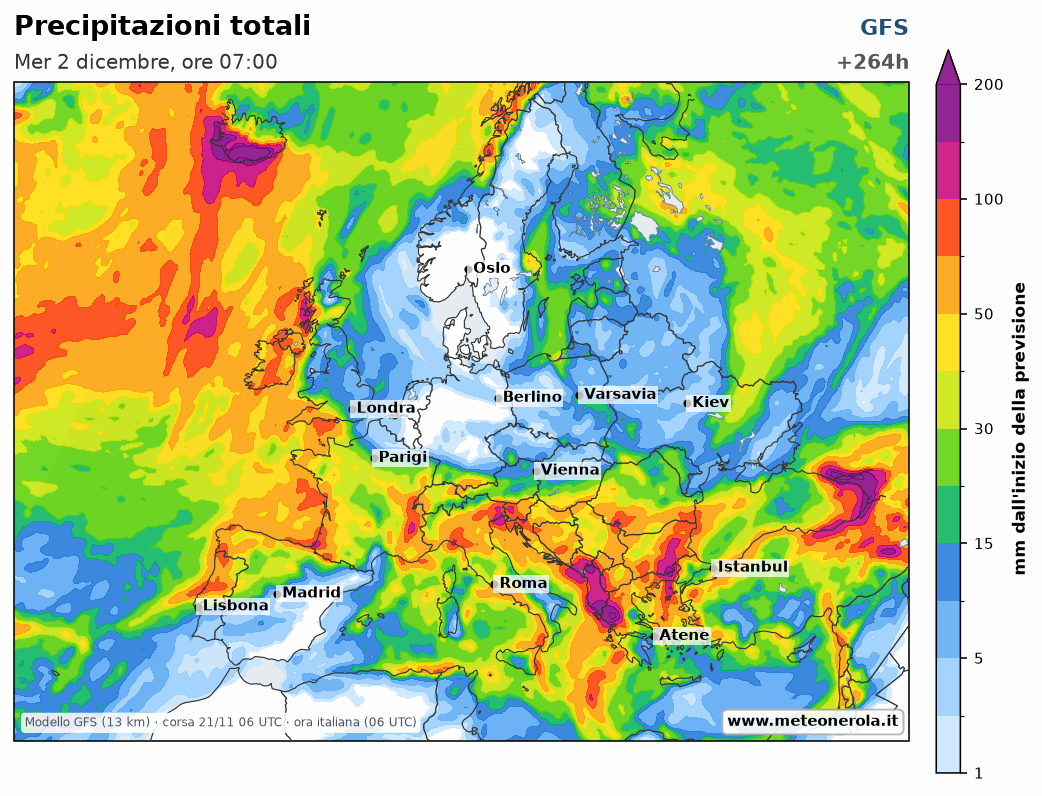 Precipitazioni totali
GFS
Mer 2 dicembre, ore 07:00
+264h
200
100
50
30
15
5
1
mm dall'inizio della previsione
Oslo
Londra
Berlino
Varsavia
Kiev
Parigi
Vienna
Istanbul
Roma
Madrid
Lisbona
Atene
Modello GFS (13 km) · corsa 21/11 06 UTC · ora italiana (06 UTC)
www.meteonerola.it